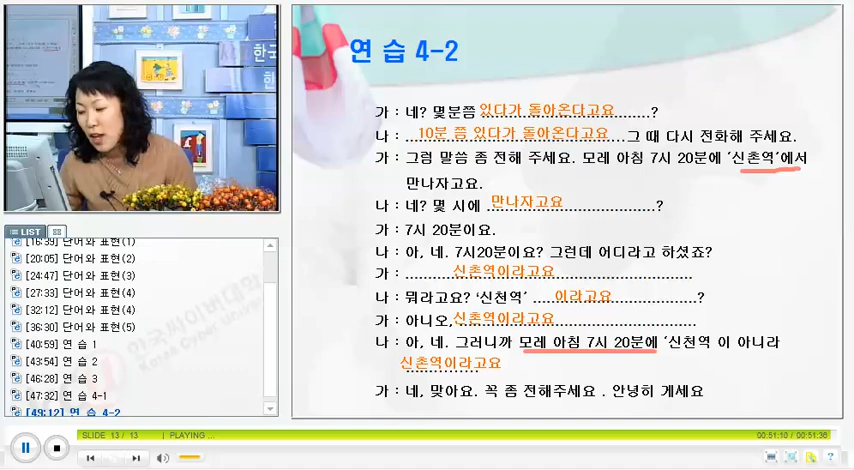 연 습 4-2
가 : 네? 몇분쯤 있다가 돌아온다고요?
나 : 10분 쯤 있다가 돌아온다고요 그 때 다시 전화해 주세요.
가 : 그럼 말씀 좀 전해 주세요. 모레 아침 7시 20분에 '신촌역'에서
만나자고요.
나 : 네? 몇 시에 만나자고요?
가 : 7시 20분이요.
나 : 아, 네. 7시20분이요? 그런데 어디라고 하셨죠?
가 : 신촌역이라고요
나 : 뭐라고요? '신천역' 이라고요?
가 : 아니오, 신촌역이라고요
나 : 아, 네. 그러니까 모레 아침 7시 20분에 '신천역 이 아니라
신촌역이라고요
가 : 네, 맞아요. 꼭 좀 전해주세요 . 안녕히 게세요
LIST
[16:39] 단어와 표현(1)
[20:05] 단어와 표현(2)
[24:47] 단어와 표현(3)
[27:33] 단어와 표현(4)
[32:12] 단어와 표현(4)
[36:30] 단어와 표현(5)
[40:59] 연 습 1
[43:54] 연 습 2
[46:28] 연 습 3
[47:32] 연 습 4-1
[49:12] 연 습 4-2
SLIDE 13 / 13 | PLAYING ...
00:51:10 | 00:51:36